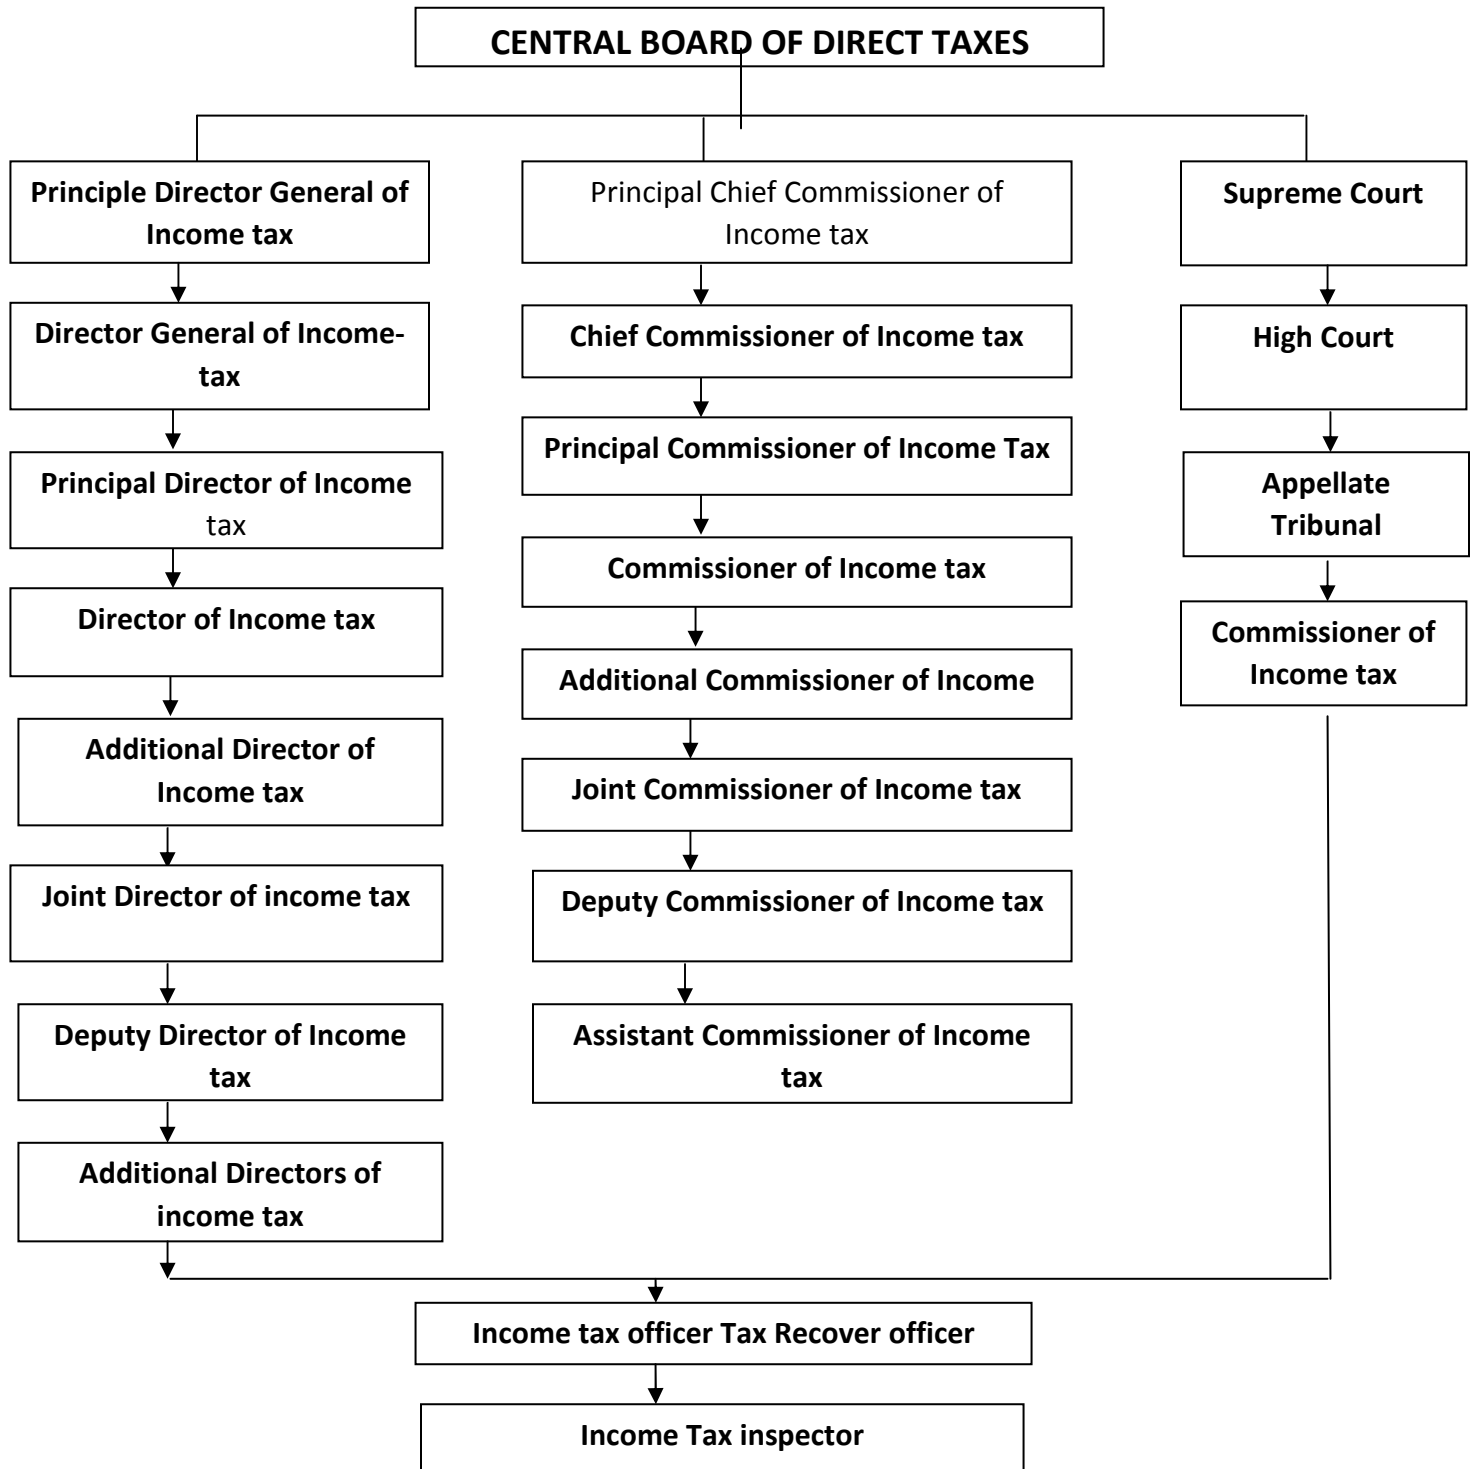 CENTRAL BOARD OF DIRECT TAXES
Principle Director General of
Income tax
Director General of Income-
tax
Principal Director of Income
tax
Director of Income tax
Additional Director of
Income tax
Joint Director of income tax
Deputy Director of Income
tax
Additional Directors of
income tax
Principal Chief Commissioner of
Income tax
Chief Commissioner of Income tax
Principal Commissioner of Income Tax
Commissioner of Income tax
Additional Commissioner of Income
Joint Commissioner of Income tax
Deputy Commissioner of Income tax
Assistant Commissioner of Income
tax
Supreme Court
High Court
Appellate
Tribunal
Commissioner of
Income tax
Income tax officer Tax Recover officer
Income Tax inspector